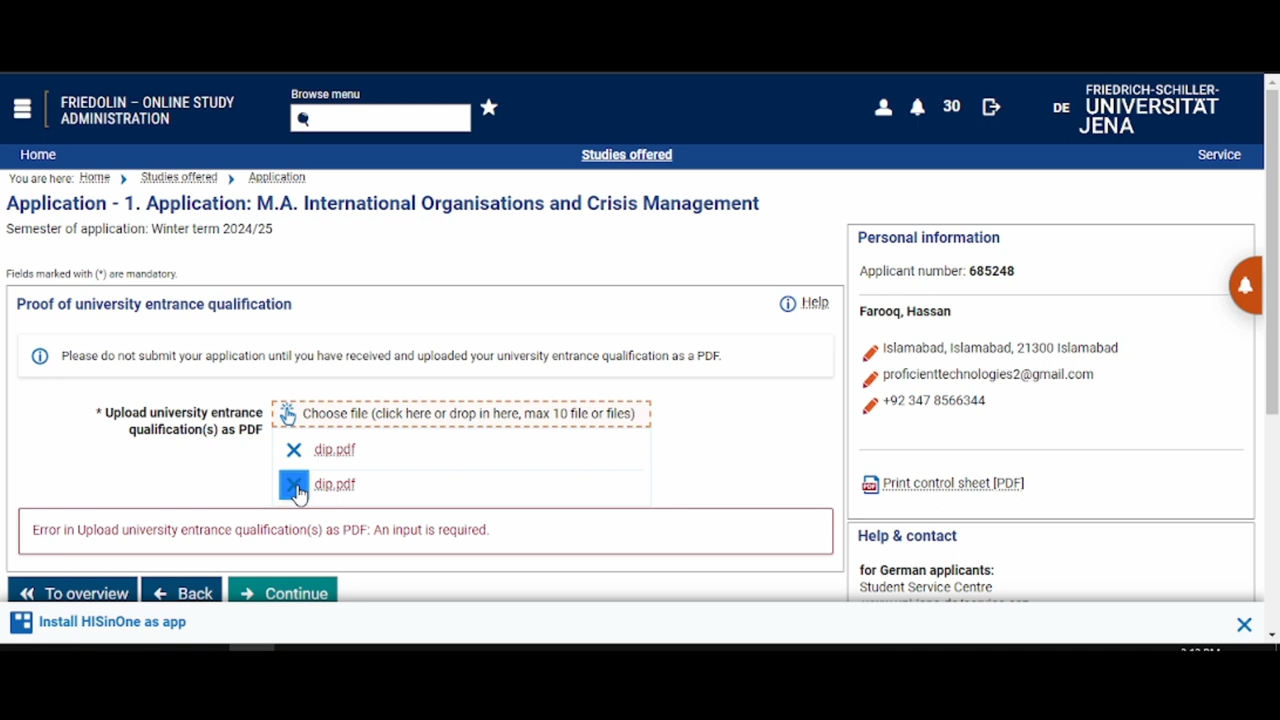 FRIEDOLIN – ONLINE STUDY
ADMINISTRATION
Browse menu
30
DE
FRIEDRICH-SCHILLER-
UNIVERSITÄT
JENA
Home
Studies offered
Service
You are here: Home Studies offered Application
Application - 1. Application: M.A. International Organisations and Crisis Management
Semester of application: Winter term 2024/25
Fields marked with (*) are mandatory.
Proof of university entrance qualification
Help
Please do not submit your application until you have received and uploaded your university entrance qualification as a PDF.
* Upload university entrance
qualification(s) as PDF
Choose file (click here or drop in here, max 10 file or files)
dip.pdf
dip.pdf
Error in Upload university entrance qualification(s) as PDF: An input is required.
To overview
Back
Continue
Personal information
Applicant number: 685248
Farooq, Hassan
Islamabad, Islamabad, 21300 Islamabad
proficienttechnologies2@gmail.com
+92 347 8566344
PDF
Print control sheet [PDF]
Help & contact
for German applicants:
Student Service Centre
Install HISinOne as app